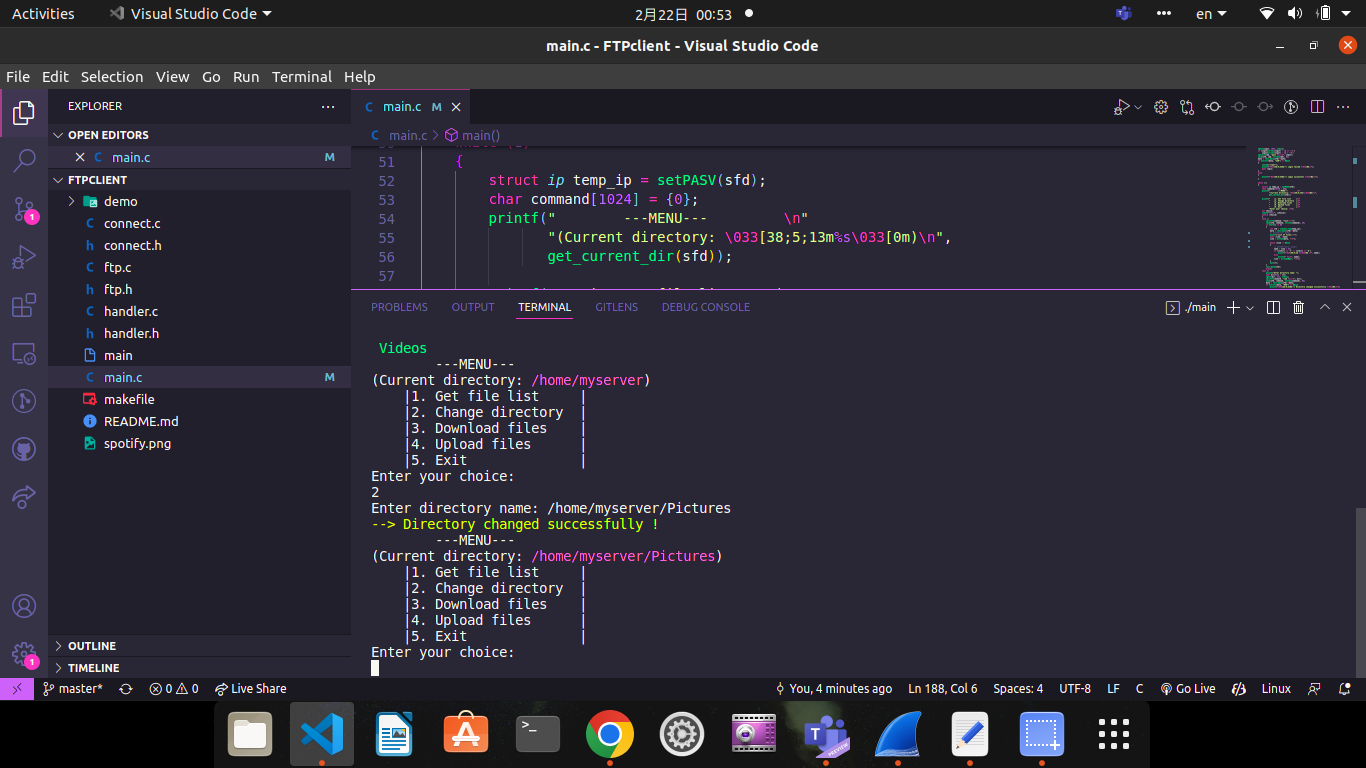 Activities
Visual Studio Code
2月22日 00:53
en
main.c - FTPclient - Visual Studio Code
File Edit Selection View Go Run Terminal Help
EXPLORER
OPEN EDITORS
C main.c M
FTPCLIENT
demo
C connect.c
h connect.h
C ftp.c
h ftp.h
C handler.c
h handler.h
main
C main.c M
makefile
README.md
spotify.png
OUTLINE
TIMELINE
1
1
C main.c M
C main.c > main()
51 {
52 struct ip temp_ip = setPASV(sfd);
53 char command[1024] = {0};
54 printf(" ---MENU--- \n"
55 "(Current directory: \033[38;5;13m%s\033[0m)\n",
56 get_current_dir(sfd));
57
PROBLEMS OUTPUT TERMINAL GITLENS DEBUG CONSOLE
./main
Videos
---MENU---
(Current directory: /home/myserver)
|1. Get file list |
|2. Change directory |
|3. Download files |
|4. Upload files |
|5. Exit |
Enter your choice:
2
Enter directory name: /home/myserver/Pictures
--> Directory changed successfully !
---MENU---
(Current directory: /home/myserver/Pictures)
|1. Get file list |
|2. Change directory |
|3. Download files |
|4. Upload files |
|5. Exit |
Enter your choice:
master* 0 0 Live Share
You, 4 minutes ago Ln 188, Col 6 Spaces: 4 UTF-8 LF C Go Live Linux